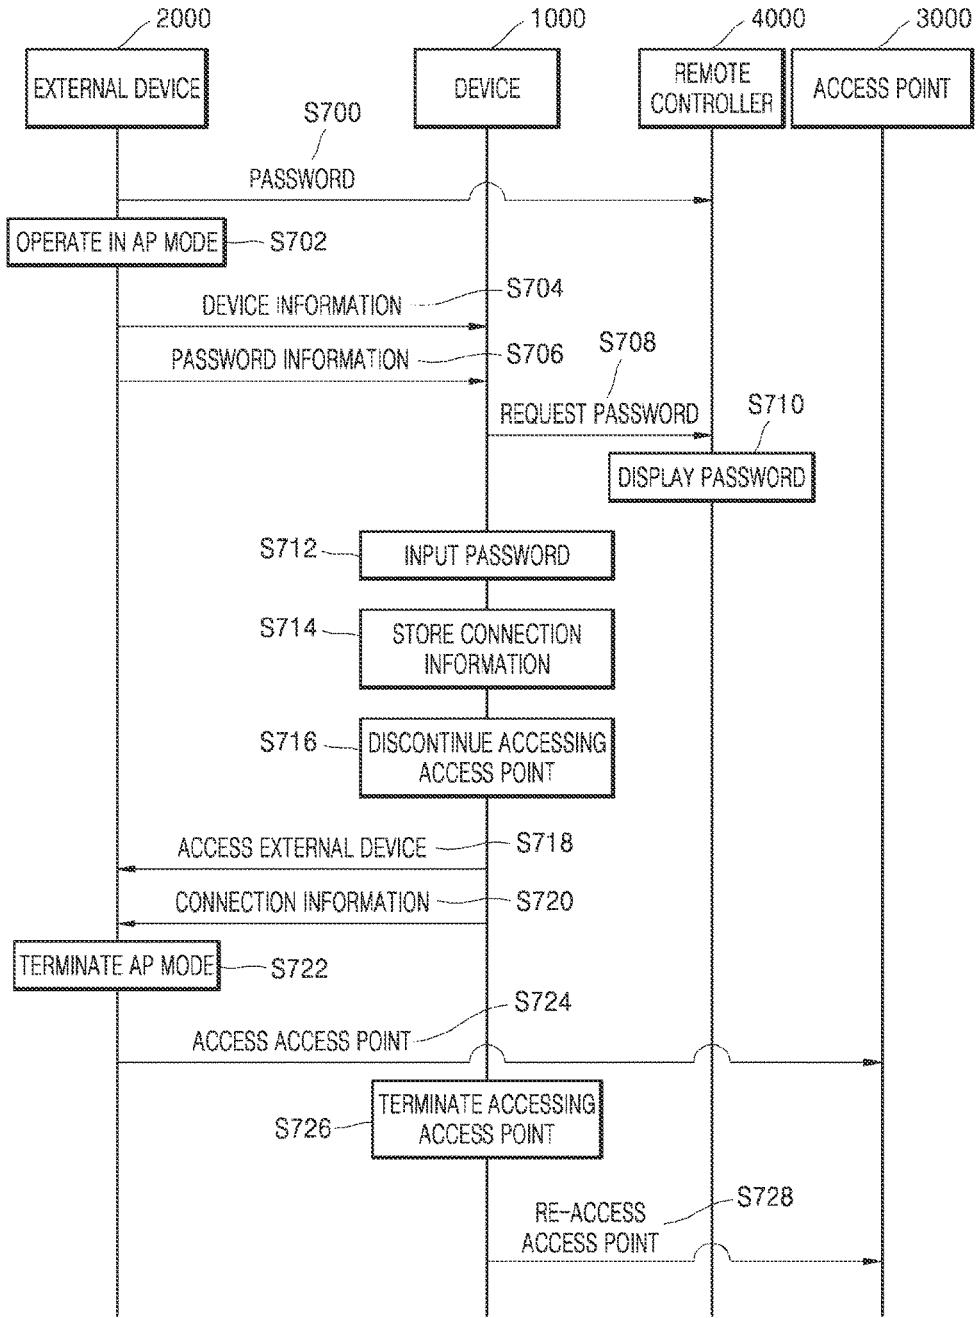 2000
1000
4000
3000
EXTERNAL DEVICE
DEVICE
REMOTE
CONTROLLER
ACCESS POINT
S700
PASSWORD
OPERATE IN AP MODE
S702
DEVICE INFORMATION
S704
PASSWORD INFORMATION
S706
S708
REQUEST PASSWORD
S710
DISPLAY PASSWORD
S712
INPUT PASSWORD
S714
STORE CONNECTION
INFORMATION
S716
DISCONTINUE ACCESSING
ACCESS POINT
ACCESS EXTERNAL DEVICE
S718
CONNECTION INFORMATION
S720
TERMINATE AP MODE
S722
S724
ACCESS ACCESS POINT
S726
TERMINATE ACCESSING
ACCESS POINT
S728
RE-ACCESS
ACCESS POINT